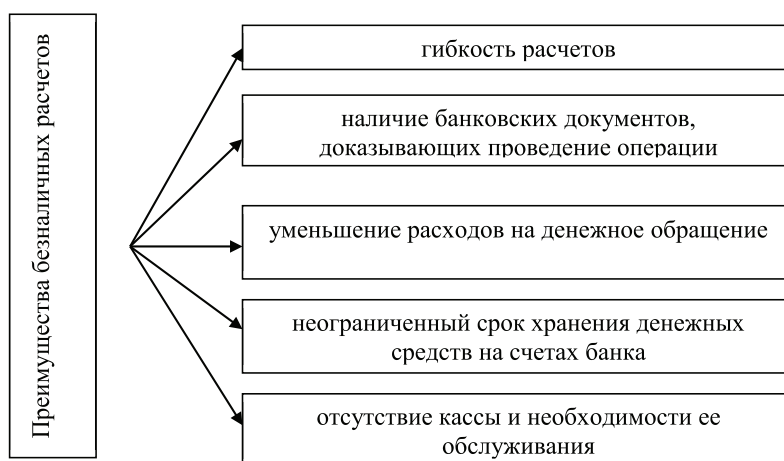 Преимущества безналичных расчетов
гибкость расчетов
наличие банковских документов,
доказывающих проведение операции
уменьшение расходов на денежное обращение
неограниченный срок хранения денежных
средств на счетах банка
отсутствие кассы и необходимости ее
обслуживания